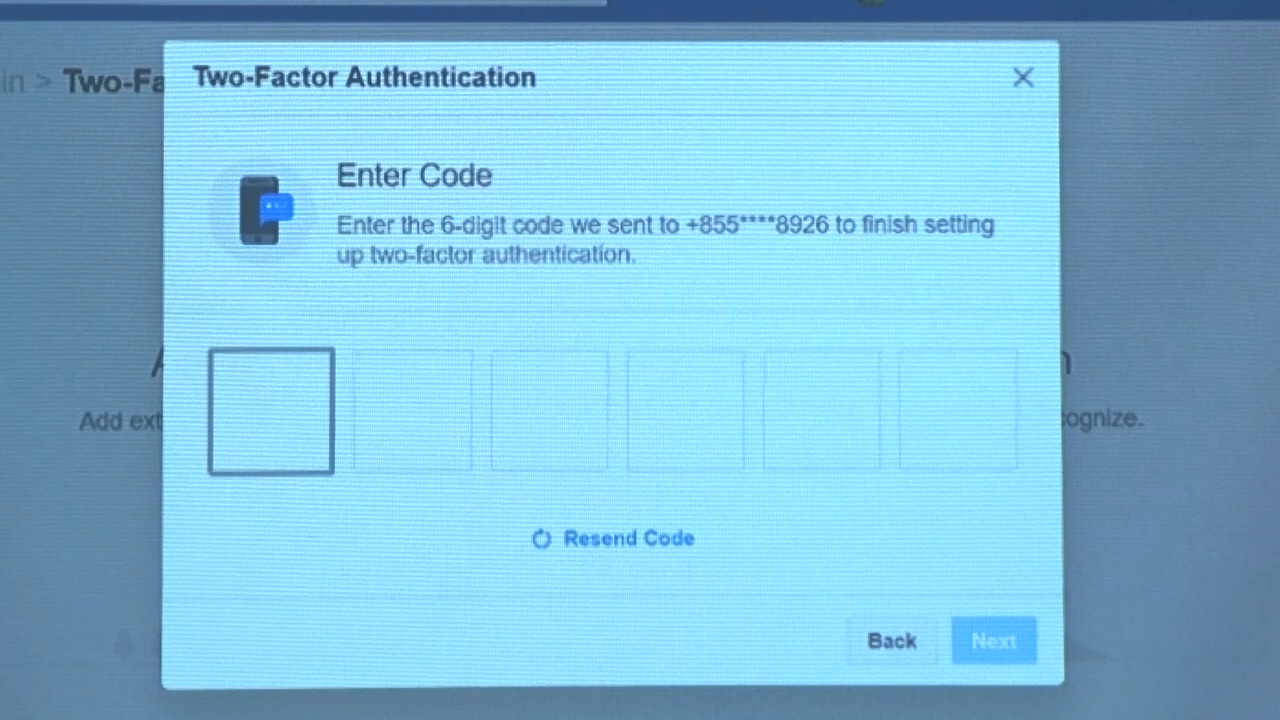 in > Two-Fa
Two-Factor Authentication
Enter Code
Enter the 6-digit code we sent to +855****8926 to finish setting
up two-factor authentication.
A
n
Add ext
ognize.
Resend Code
Back
Next